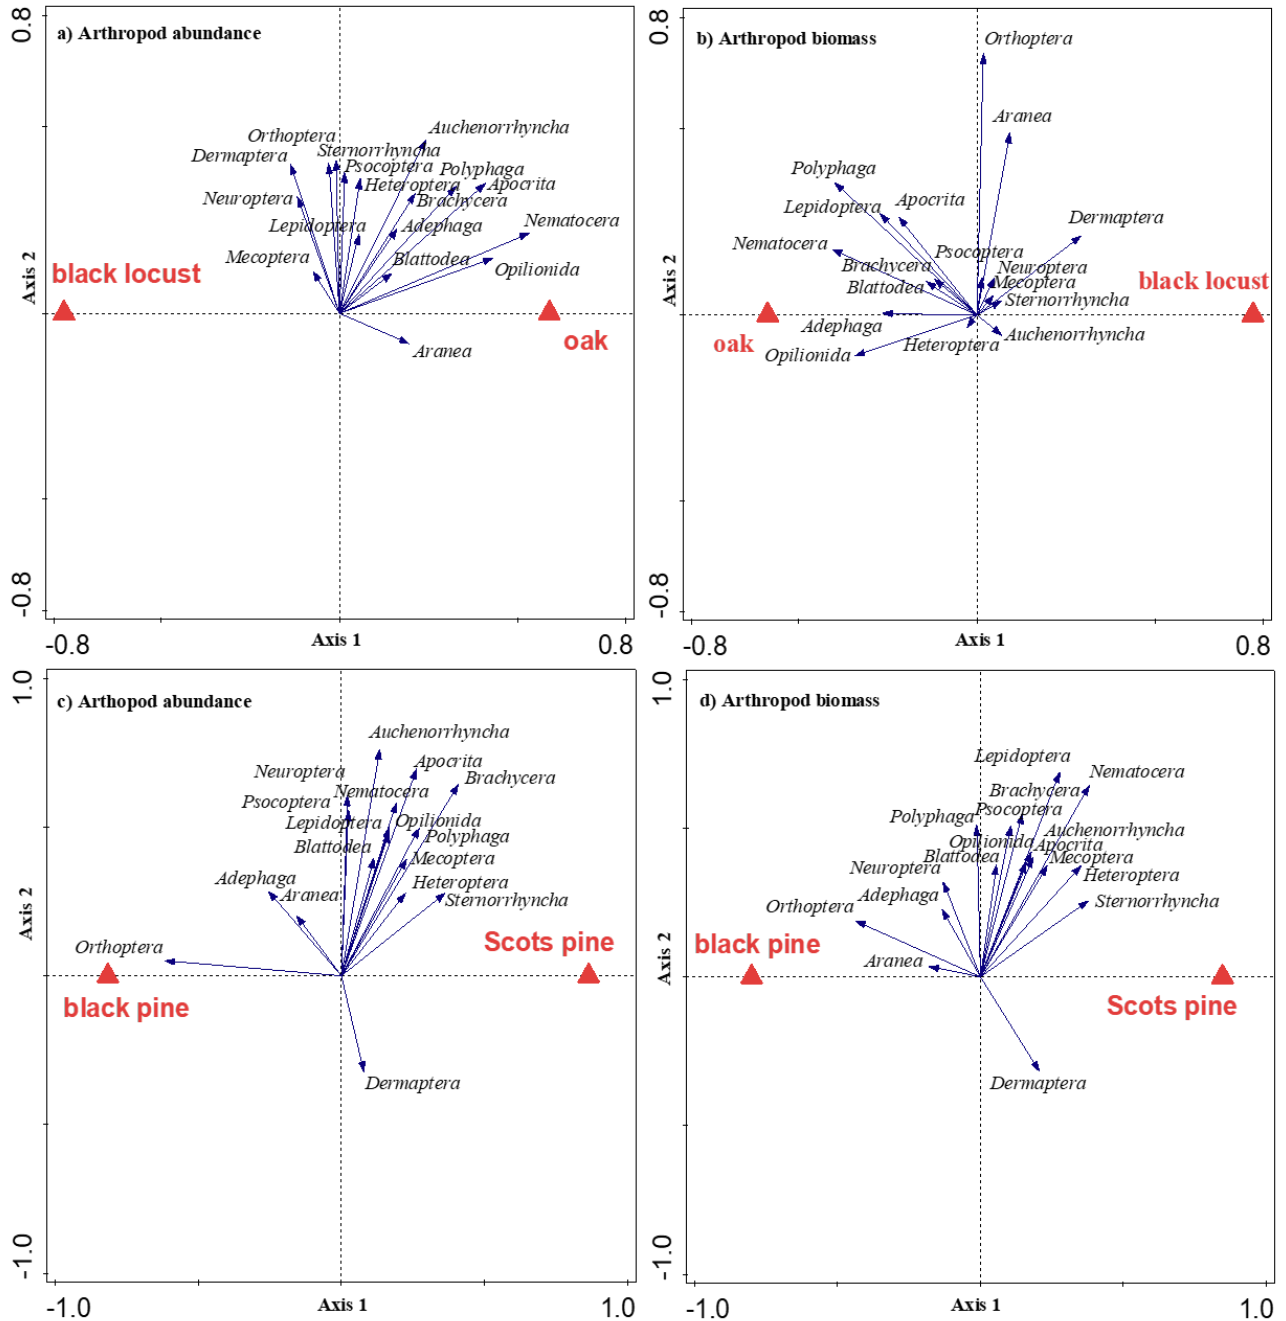 a) Arthropod abundance
0.8
Auchenorrhyncha
Orthoptera
Sternorrhyncha
Dermaptera
Psocoptera
Polyphaga
Heteroptera
Apocrita
Neuroptera
Brachycera
Lepidoptera
Adephaga
Nematocera
Mecoptera
Blattodea
Opilionida
black locust
Axis 2
oak
Aranea
-0.8
-0.8
Axis 1
0.8
b) Arthropod biomass
0.8
Orthoptera
Aranea
Polyphaga
Lepidoptera
Apocrita
Dermaptera
Nematocera
Psocoptera
Brachycera
Neuroptera
Mecoptera
Blattodea
Sternorrhyncha
black locust
Axis 2
Adephaga
oak
Heteroptera
Auchenorrhyncha
Opilionida
-0.8
-0.8
Axis 1
0.8
c) Arthopod abundance
1.0
Auchenorrhyncha
Neuroptera
Apocrita
Brachycera
Nematocera
Psocoptera
Lepidoptera
Opilionida
Polyphaga
Blattodea
Mecoptera
Adephaga
Aranea
Heteroptera
Sternorrhyncha
Axis 2
Orthoptera
Scots pine
black pine
Dermaptera
-1.0
-1.0
Axis 1
1.0
d) Arthropod biomass
1.0
Lepidoptera
Nematocera
Brachycera
Psocoptera
Polyphaga
Auchenorrhyncha
Opilionida
Apocrita
Blattodea
Mecoptera
Neuroptera
Heteroptera
Adephaga
Sternorrhyncha
Orthoptera
black pine
Axis 2
Aranea
Scots pine
Dermaptera
-1.0
-1.0
Axis 1
1.0